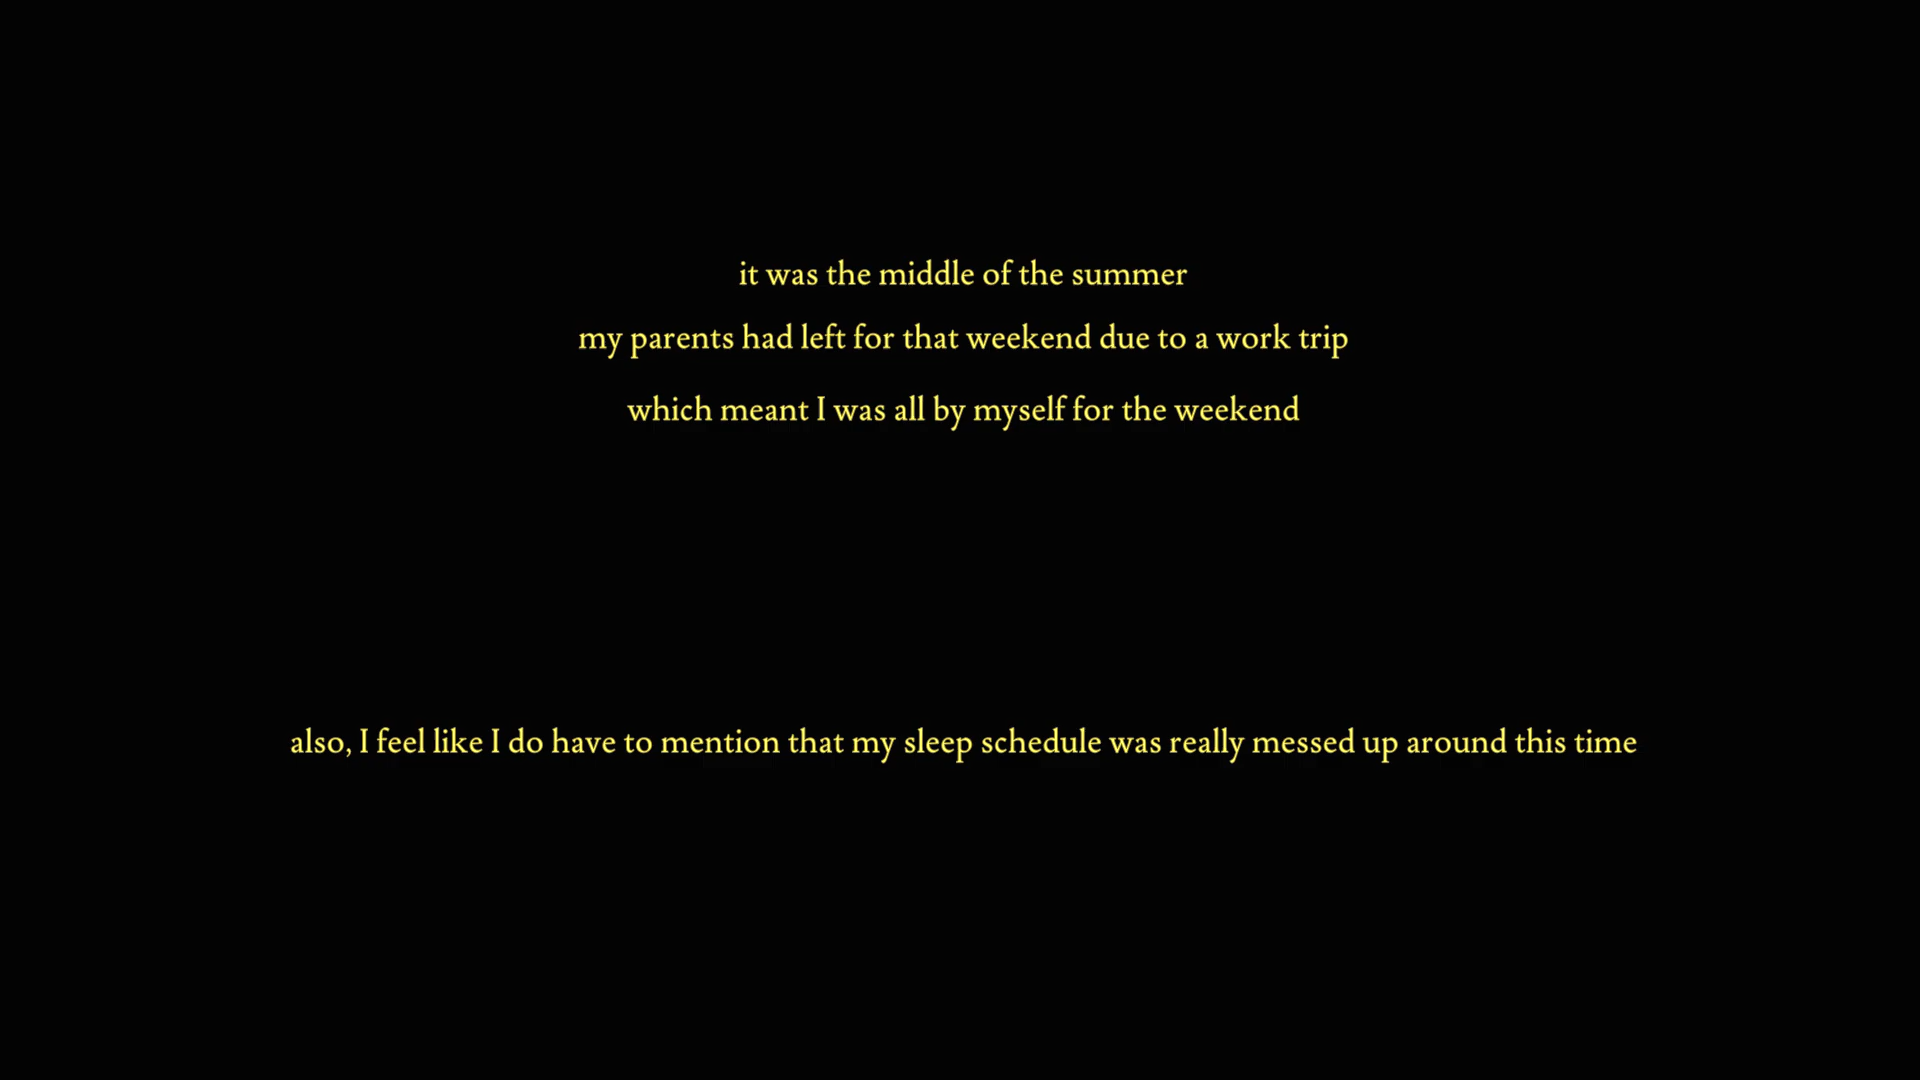 it was the middle of the summer
my parents had left for that weekend due to a work trip
which meant I was all by myself for the weekend
also, I feel like I do have to mention that my sleep schedule was really messed up around this time